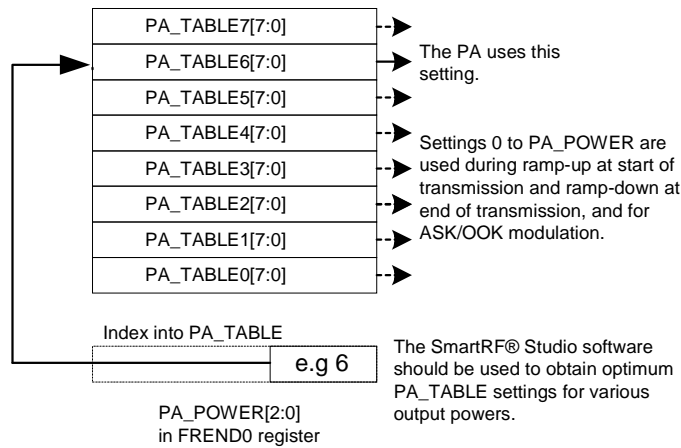 PA_TABLE7[7:0]
PA_TABLE6[7:0]
The PA uses this
setting.
PA_TABLE5[7:0]
PA_TABLE4[7:0]
PA_TABLE3[7:0]
PA_TABLE2[7:0]
PA_TABLE1[7:0]
PA_TABLE0[7:0]
Settings 0 to PA_POWER are
used during ramp-up at start of
transmission and ramp-down at
end of transmission, and for
ASK/OOK modulation.
Index into PA_TABLE
e.g 6
PA_POWER[2:0]
in FREND0 register
The SmartRF® Studio software
should be used to obtain optimum
PA_TABLE settings for various
output powers.